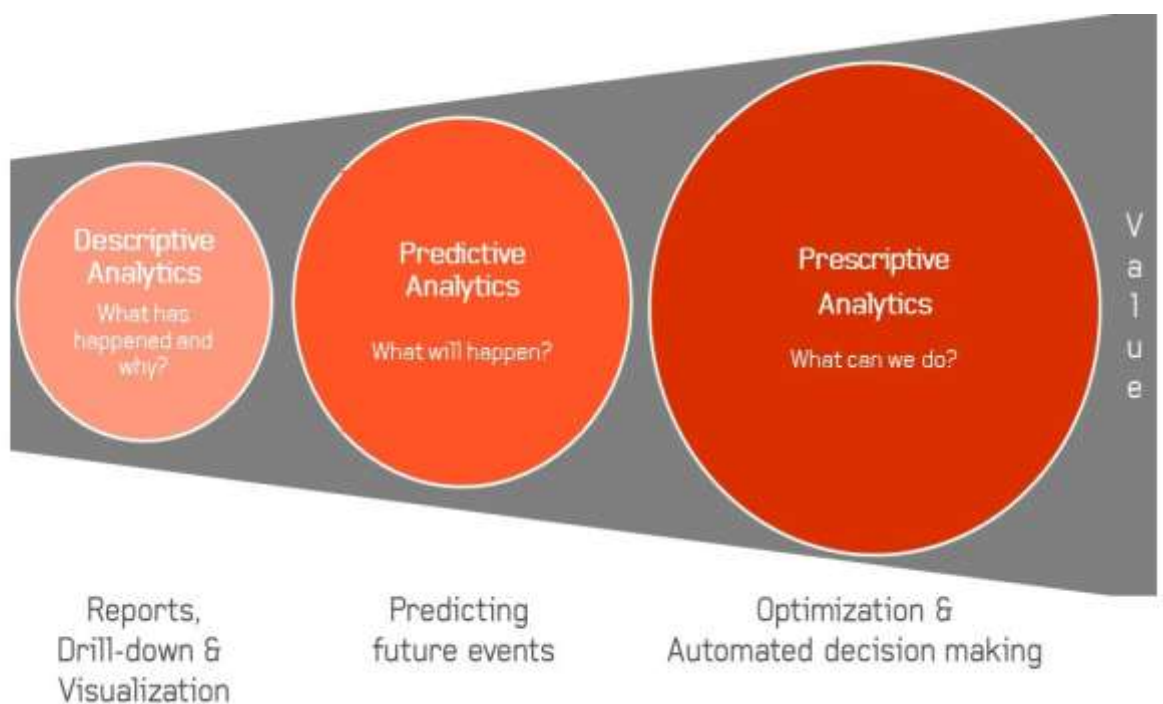 Descriptive
Analytics
What has
happened and
why?
Predictive
Analytics
What will happen?
Prescriptive
Analytics
What can we do?
Value
Reports,
Drill-down &
Visualization
Predicting
future events
Optimization &
Automated decision making